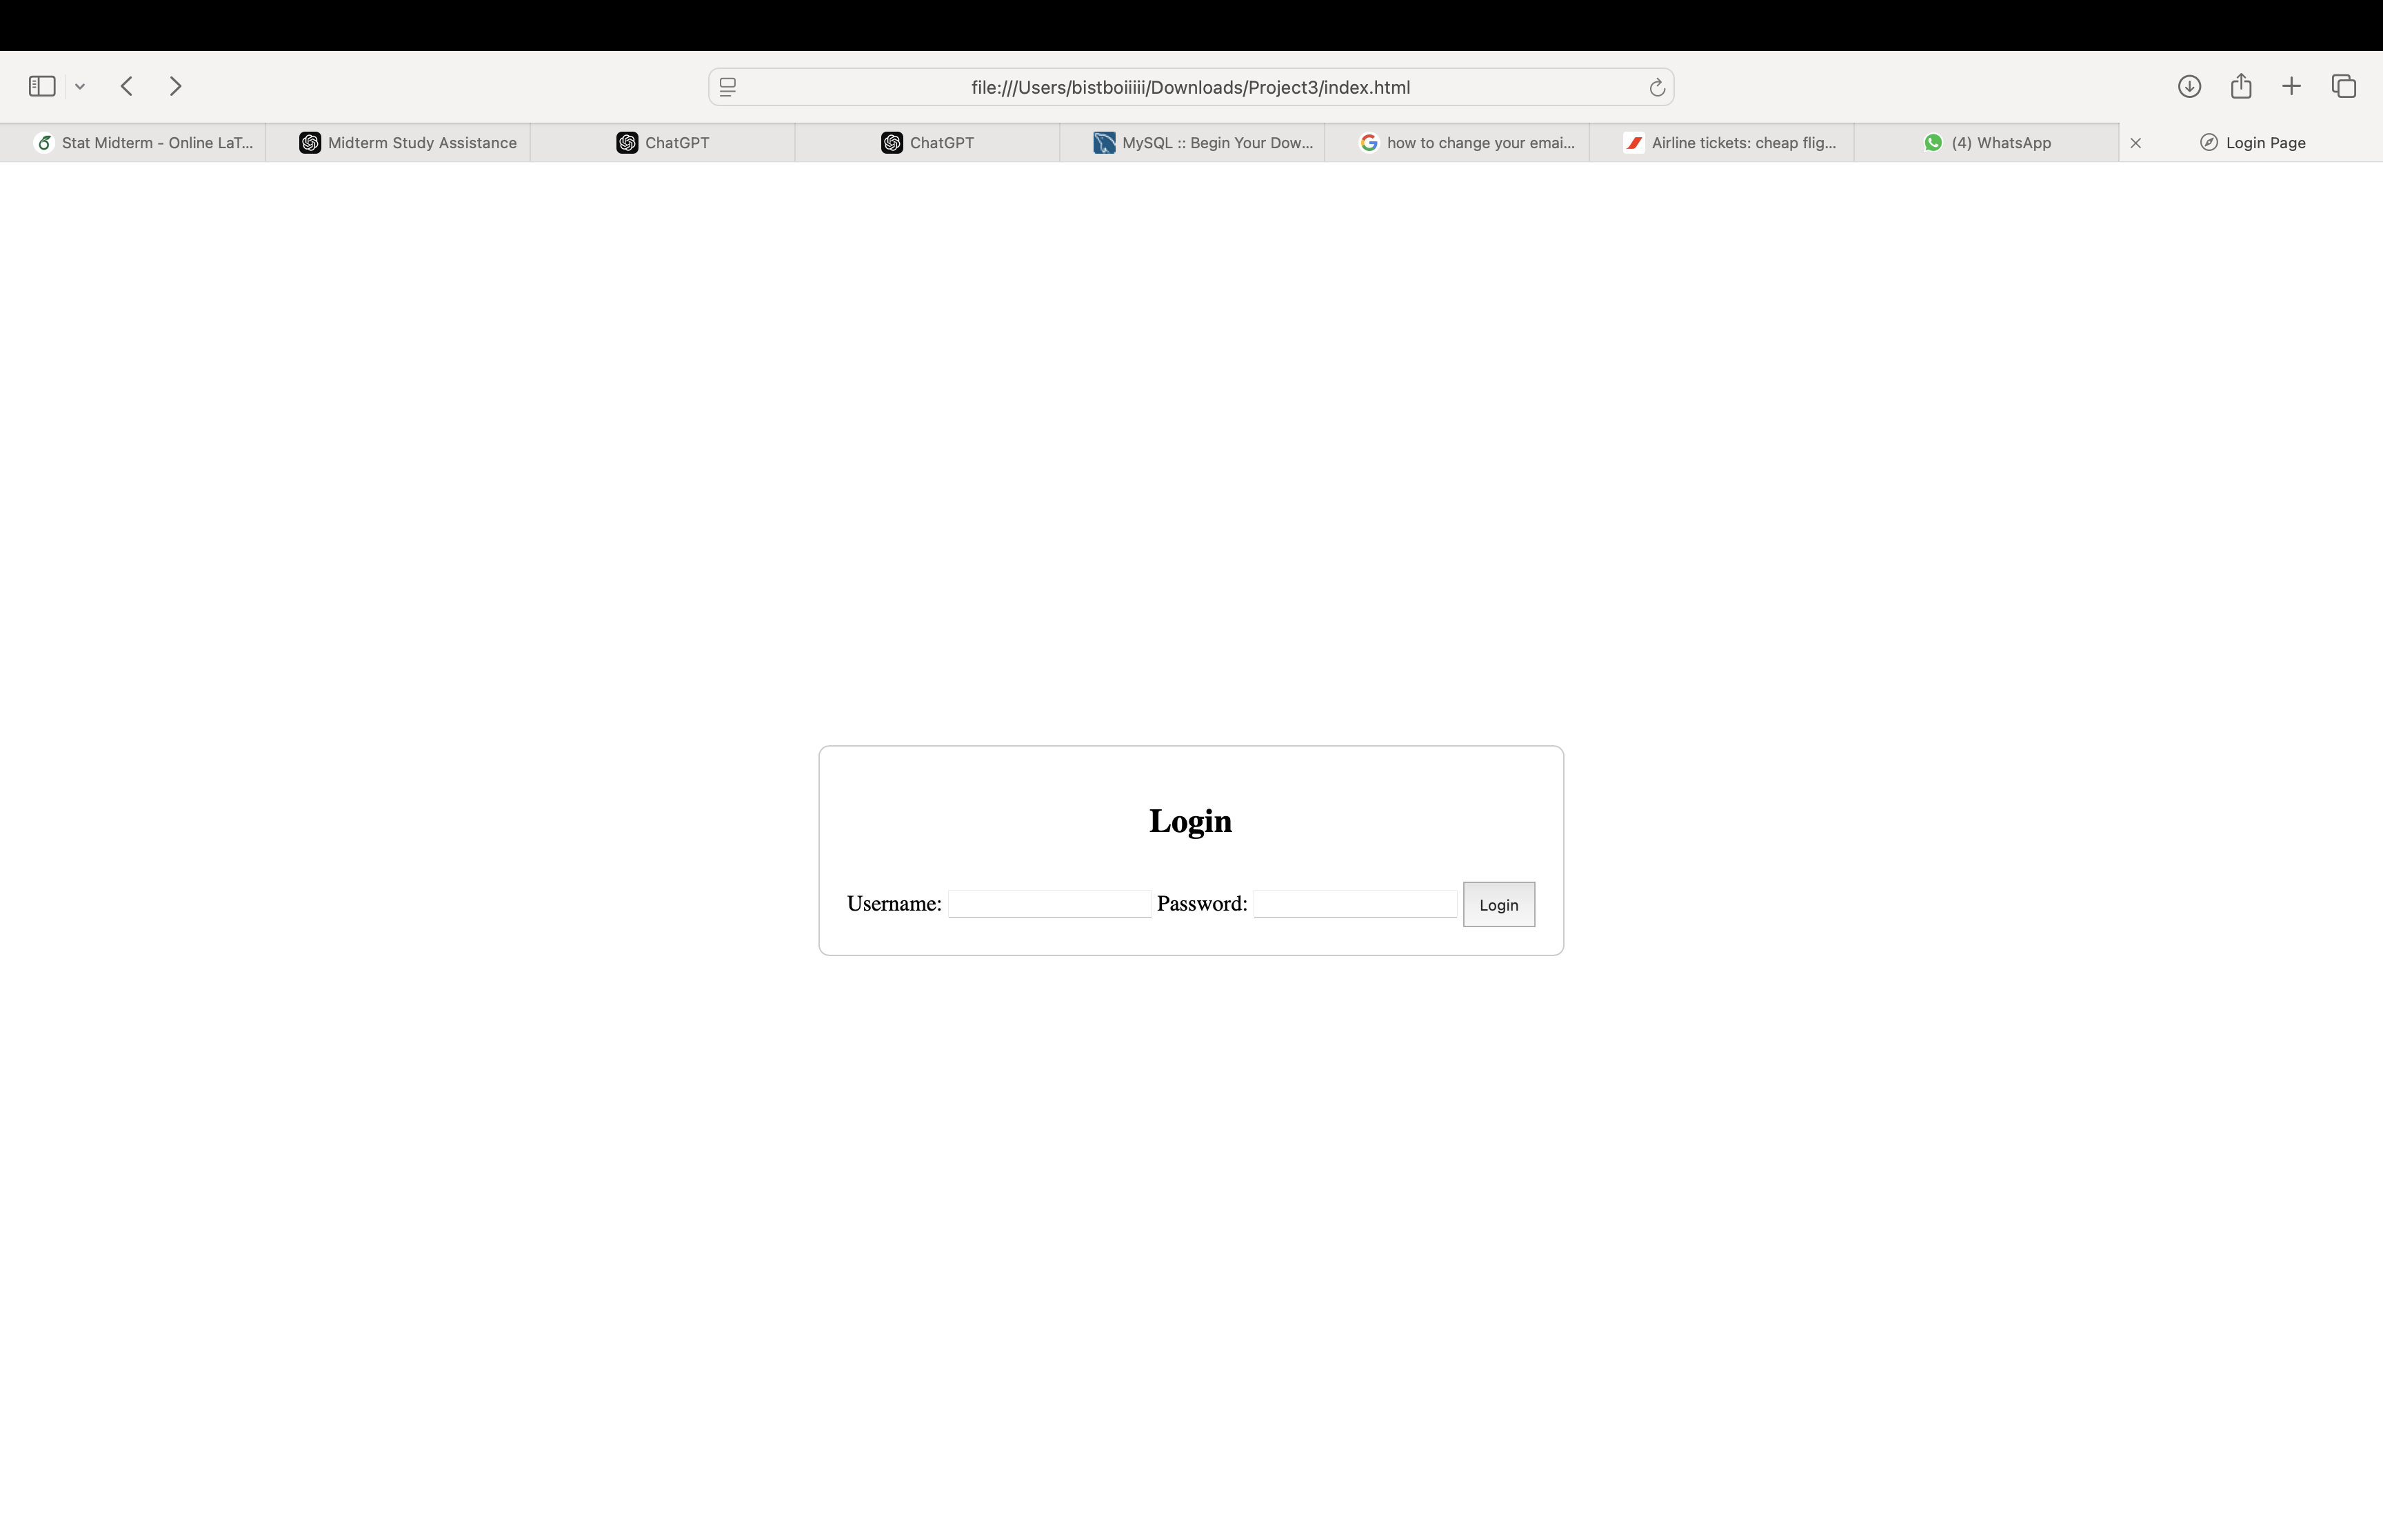 file:///Users/bistboiiiii/Downloads/Project3/index.html
Stat Midterm - Online LaT... Midterm Study Assistance ChatGPT ChatGPT MySQL :: Begin Your Dow... how to change your emai... Airline tickets: cheap flig... (4) WhatsApp Login Page
Login
Username: Password: Login